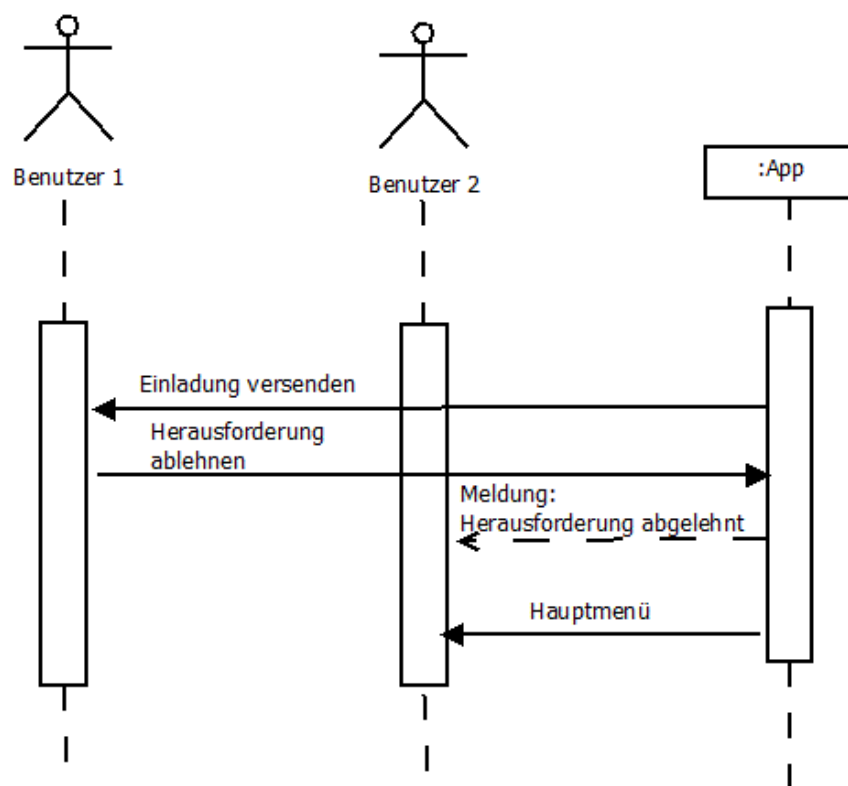 Benutzer 1
Benutzer 2
:App
Einladung versenden
Herausforderung
ablehnen
Meldung:
Herausforderung abgelehnt
Hauptmenü